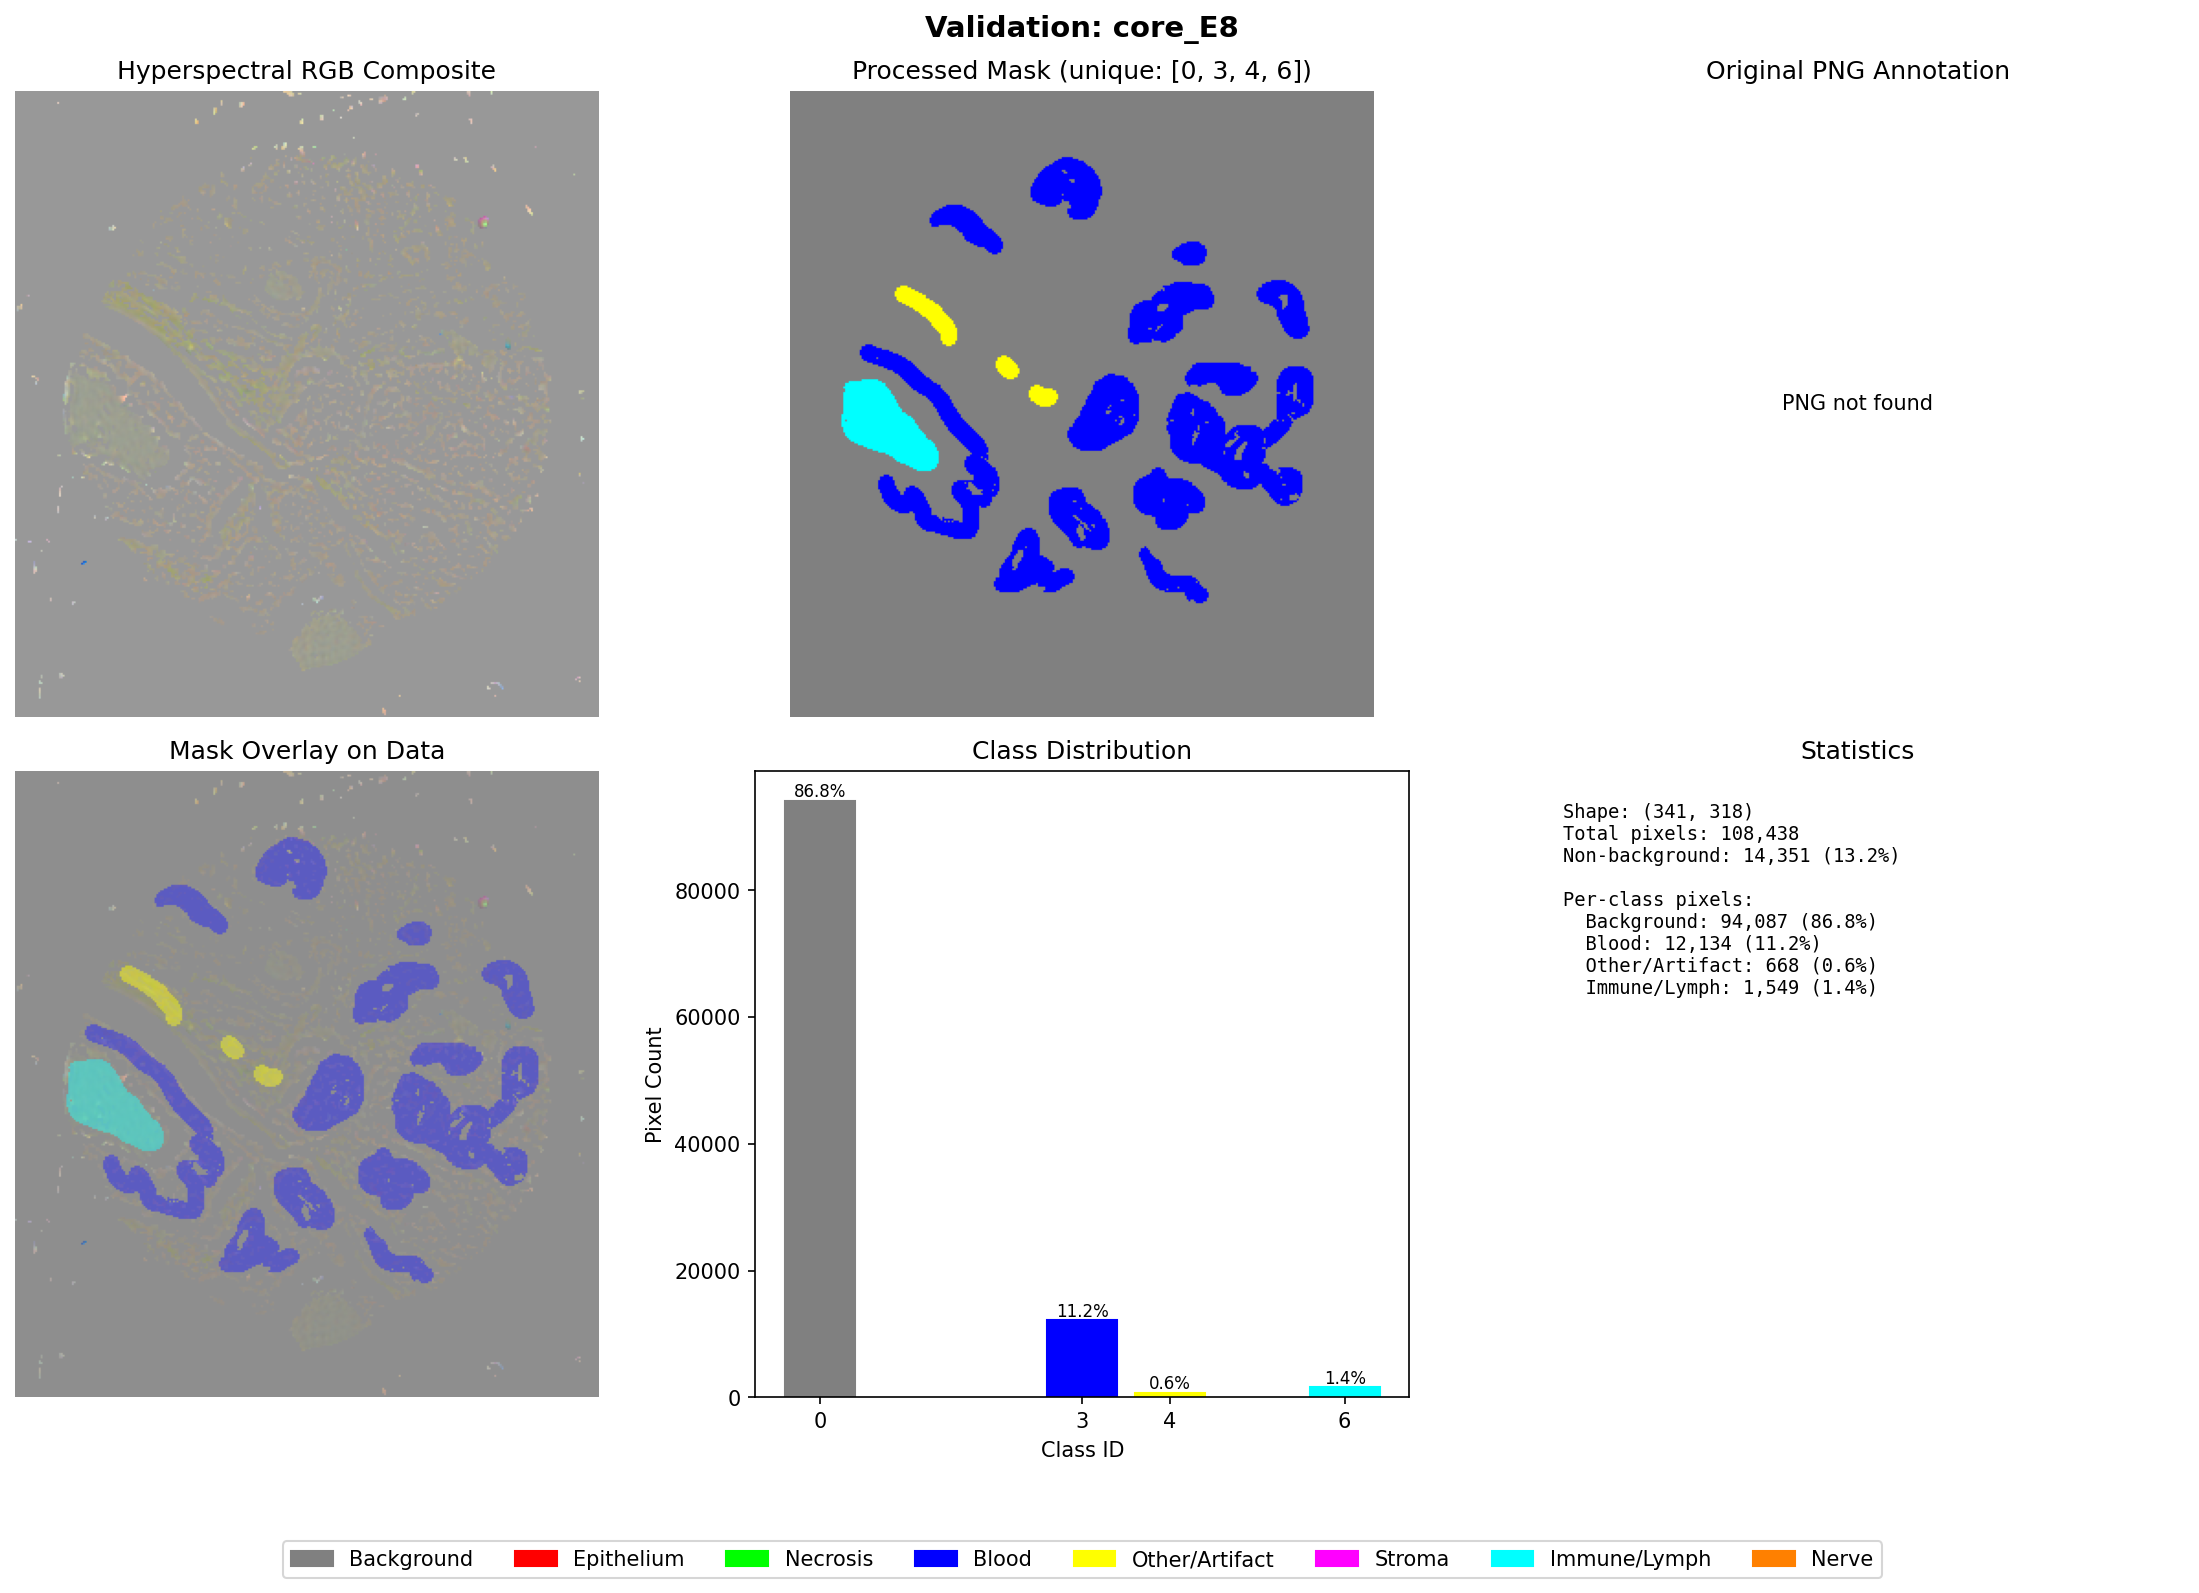 Validation: core_E8
Hyperspectral RGB Composite
Processed Mask (unique: [0, 3, 4, 6])
Original PNG Annotation
PNG not found
Mask Overlay on Data
Class Distribution
Statistics
86.8%
11.2%
0.6%
1.4%
80000
60000
40000
20000
0
Pixel Count
0 3 4 6
Class ID
Shape: (341, 318)
Total pixels: 108,438
Non-background: 14,351 (13.2%)
Per-class pixels:
Background: 94,087 (86.8%)
Blood: 12,134 (11.2%)
Other/Artifact: 668 (0.6%)
Immune/Lymph: 1,549 (1.4%)
Background Epithelium Necrosis Blood Other/Artifact Stroma Immune/Lymph Nerve